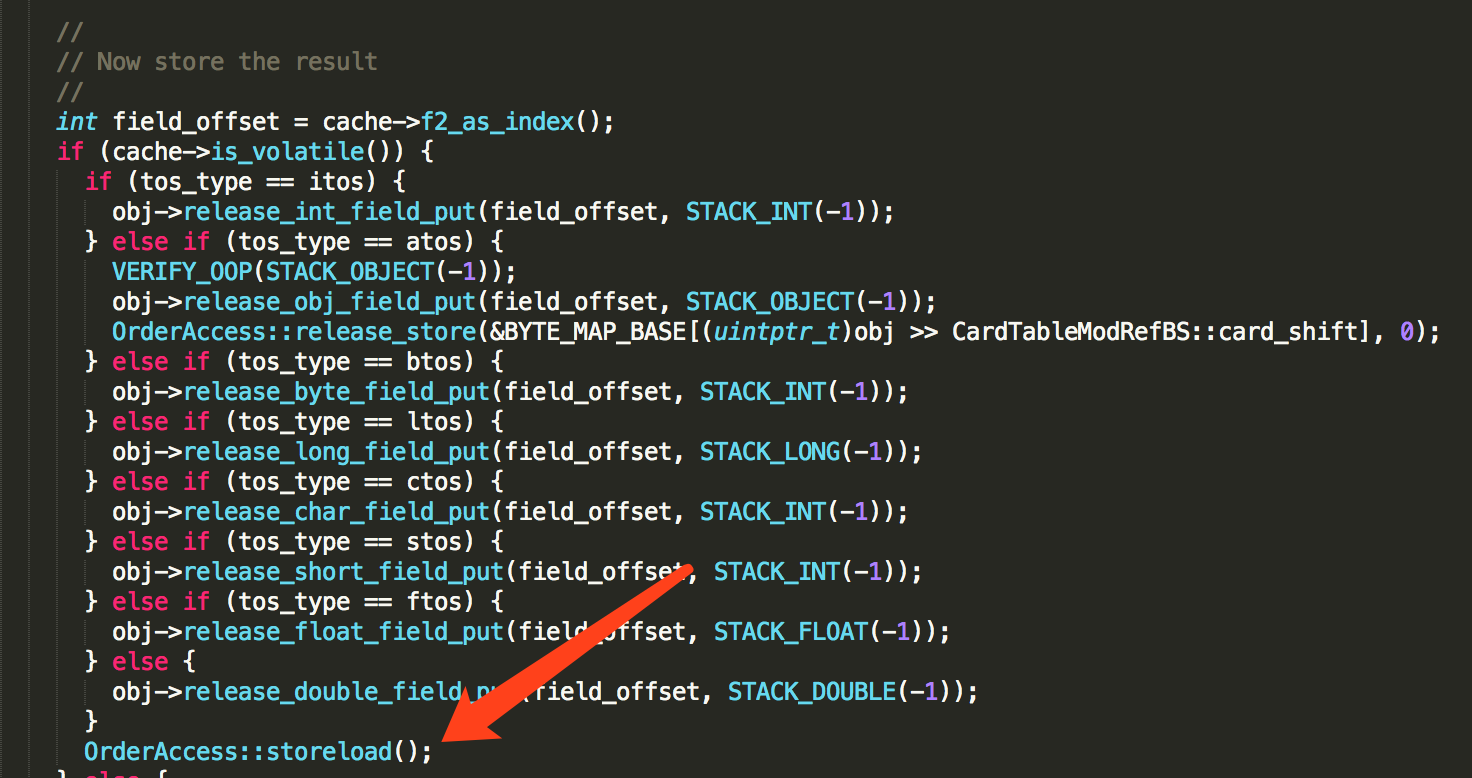 //
// Now store the result
//
int field_offset = cache->f2_as_index();
if (cache->is_volatile()) {
if (tos_type == itos) {
obj->release_int_field_put(field_offset, STACK_INT(-1));
} else if (tos_type == atos) {
VERIFY_OOP(STACK_OBJECT(-1));
obj->release_obj_field_put(field_offset, STACK_OBJECT(-1));
OrderAccess::release_store(&BYTE_MAP_BASE[(uintptr_t)obj >> CardTableModRefBS::card_shift], 0);
} else if (tos_type == btos) {
obj->release_byte_field_put(field_offset, STACK_INT(-1));
} else if (tos_type == ltos) {
obj->release_long_field_put(field_offset, STACK_LONG(-1));
} else if (tos_type == ctos) {
obj->release_char_field_put(field_offset, STACK_INT(-1));
} else if (tos_type == stos) {
obj->release_short_field_put(field_offset, STACK_INT(-1));
} else if (tos_type == ftos) {
obj->release_float_field_put(field_offset, STACK_FLOAT(-1));
} else {
obj->release_double_field_put(field_offset, STACK_DOUBLE(-1));
}
OrderAccess::storeload();
} else {